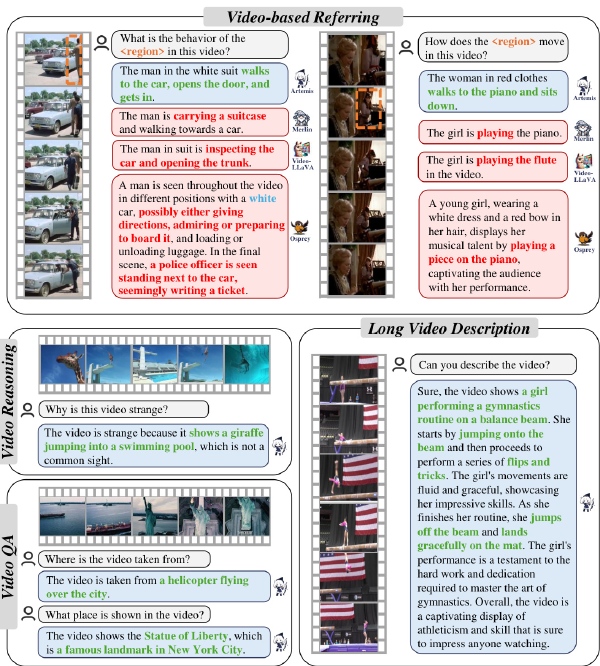 Video-based Referring
What is the behavior of the
<region> in this video?
The man in the white suit walks
to the car, opens the door, and
gets in.
Artemis
The man is carrying a suitcase
and walking towards a car.
Merlin
The man in suit is inspecting the
car and opening the trunk.
Video-
LLaVA
A man is seen throughout the video
in different positions with a white
car, possibly either giving
directions, admiring or preparing
to board it, and loading or
unloading luggage. In the final
scene, a police officer is seen
standing next to the car,
seemingly writing a ticket.
Osprey
How does the <region> move
in this video?
The woman in red clothes
walks to the piano and sits
down.
Artemis
The girl is playing the piano.
Merlin
The girl is playing the flute
in the video.
Video-
LLaVA
A young girl, wearing a
white dress and a red bow in
her hair, displays her
musical talent by playing a
piece on the piano,
captivating the audience
with her performance.
Osprey
Video Reasoning
Why is this video strange?
The video is strange because it shows a giraffe
jumping into a swimming pool, which is not a
common sight.
Video QA
Where is the video taken from?
The video is taken from a helicopter flying
over the city.
What place is shown in the video?
The video shows the Statue of Liberty, which
is a famous landmark in New York City.
Long Video Description
Can you describe the video?
Sure, the video shows a girl
performing a gymnastics
routine on a balance beam. She
starts by jumping onto the
beam and then proceeds to
perform a series of flips and
tricks. The girl's movements are
fluid and graceful, showcasing
her impressive skills. As she
finishes her routine, she jumps
off the beam and lands
gracefully on the mat. The girl's
performance is a testament to the
hard work and dedication
required to master the art of
gymnastics. Overall, the video is
a captivating display of
athleticism and skill that is sure
to impress anyone watching.